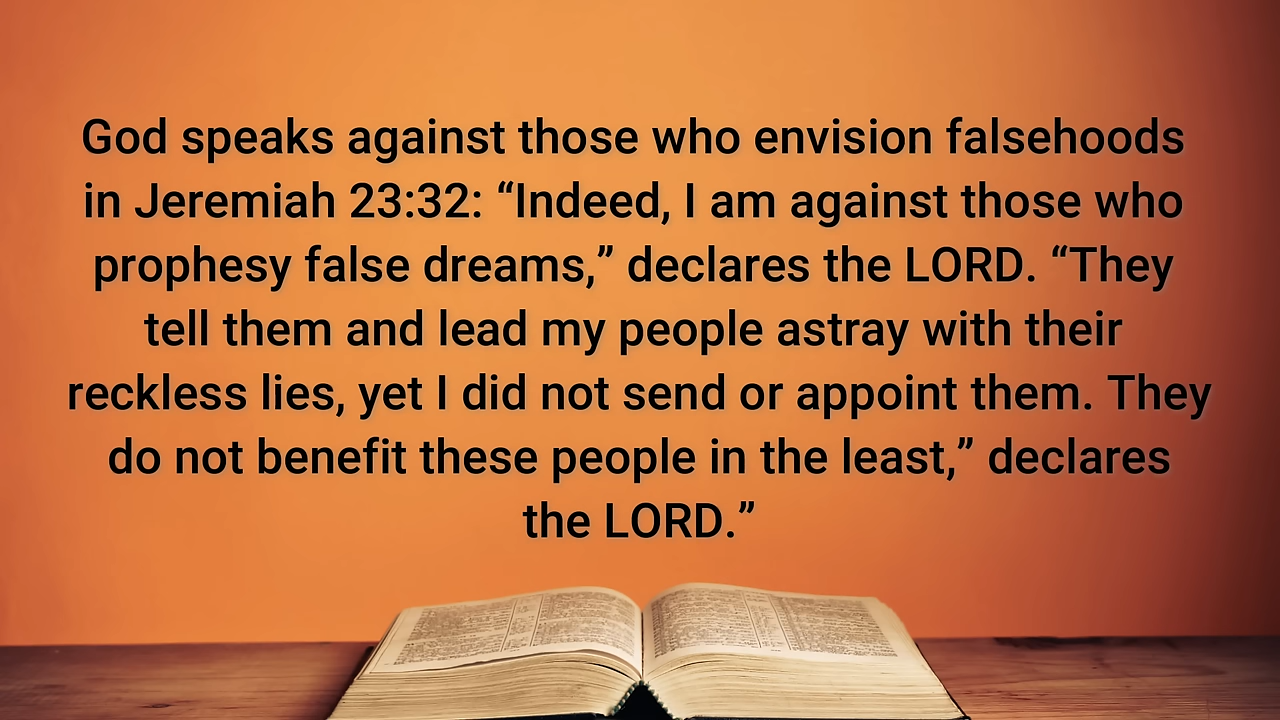 God speaks against those who envision falsehoods
in Jeremiah 23:32: “Indeed, I am against those who
prophesy false dreams,” declares the LORD. “They
tell them and lead my people astray with their
reckless lies, yet I did not send or appoint them. They
do not benefit these people in the least,” declares
the LORD.”